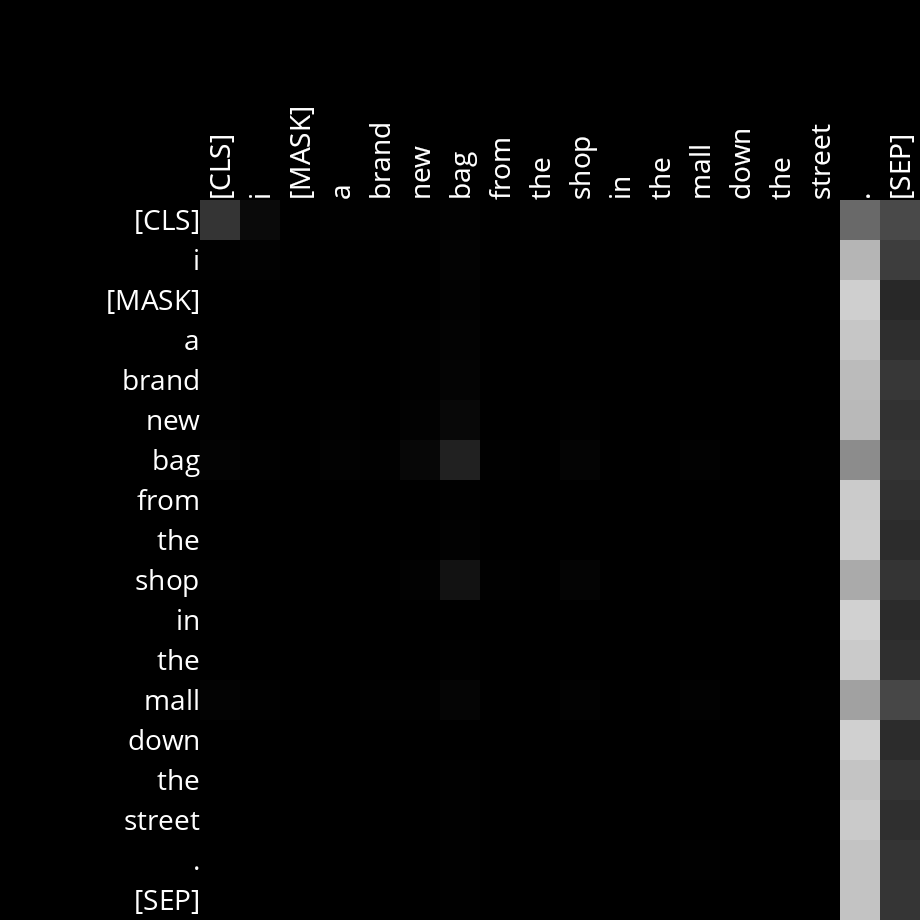 [CLS] i [MASK] a brand new bag from the shop in the mall down the street . [SEP]
[CLS]
i
[MASK]
a
brand
new
bag
from
the
shop
in
the
mall
down
the
street
.
[SEP]